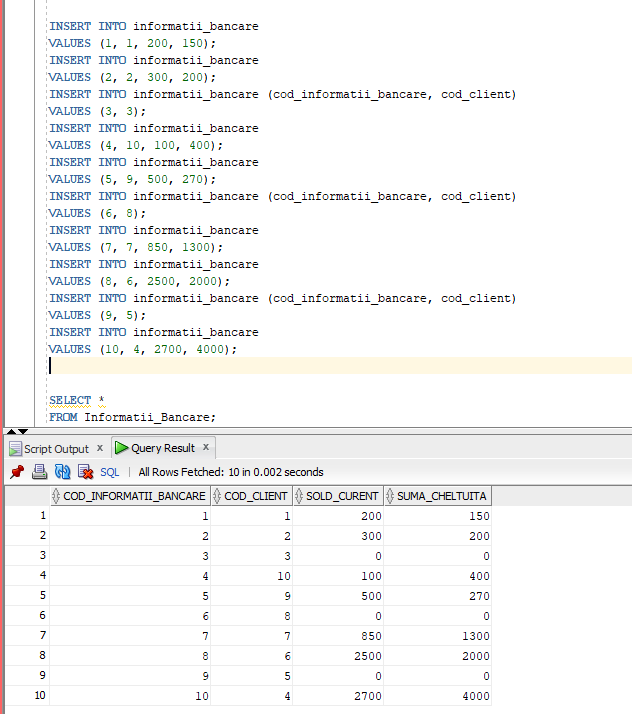 INSERT INTO informatii_bancare
VALUES (1, 1, 200, 150);
INSERT INTO informatii_bancare
VALUES (2, 2, 300, 200);
INSERT INTO informatii_bancare (cod_informatii_bancare, cod_client)
VALUES (3, 3);
INSERT INTO informatii_bancare
VALUES (4, 10, 100, 400);
INSERT INTO informatii_bancare
VALUES (5, 9, 500, 270);
INSERT INTO informatii_bancare (cod_informatii_bancare, cod_client)
VALUES (6, 8);
INSERT INTO informatii_bancare
VALUES (7, 7, 850, 1300);
INSERT INTO informatii_bancare
VALUES (8, 6, 2500, 2000);
INSERT INTO informatii_bancare (cod_informatii_bancare, cod_client)
VALUES (9, 5);
INSERT INTO informatii_bancare
VALUES (10, 4, 2700, 4000);
SELECT *
FROM Informatii_Bancare;
Script Output x Query Result x
SQL | All Rows Fetched: 10 in 0.002 seconds
COD_INFORMATII_BANCARE COD_CLIENT SOLD_CURENT SUMA_CHELTUITA
1 1 1 200 150
2 2 2 300 200
3 3 3 0 0
4 4 10 100 400
5 5 9 500 270
6 6 8 0 0
7 7 7 850 1300
8 8 6 2500 2000
9 9 5 0 0
10 10 4 2700 4000